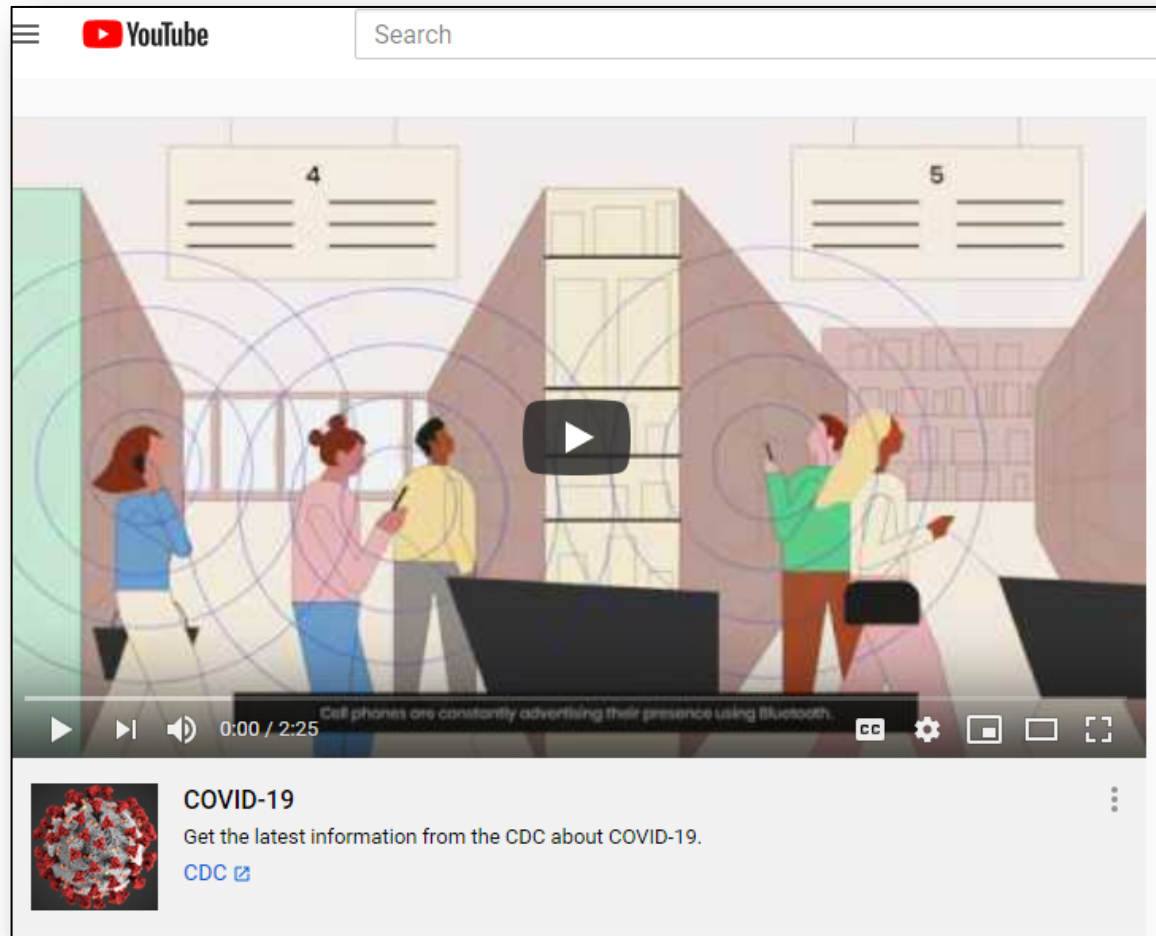 YouTube
Search
4
5
Cell phones are constantly advertising their presence using Bluetooth.
0:00 / 2:25
CC
COVID-19
Get the latest information from the CDC about COVID-19.
CDC